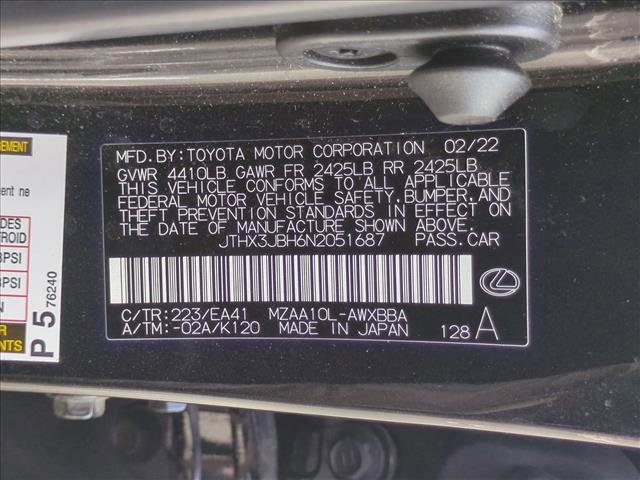 MFD. BY:TOYOTA MOTOR CORPORATION 02/22
GVWR 4410LB GAWR FR 2425LB RR 2425LB
THIS VEHICLE CONFORMS TO ALL APPLICABLE
FEDERAL MOTOR VEHICLE SAFETY,BUMPER,AND
THEFT PREVENTION STANDARDS IN EFFECT ON
THE DATE OF MANUFACTURE SHOWN ABOVE.
JTHX3JBH6N2051687 PASS.CAR
C/TR:223/EA41 MZAA10L-AWXBBA
A/TM:-02A/K120 MADE IN JAPAN 128 A
P 5 76240